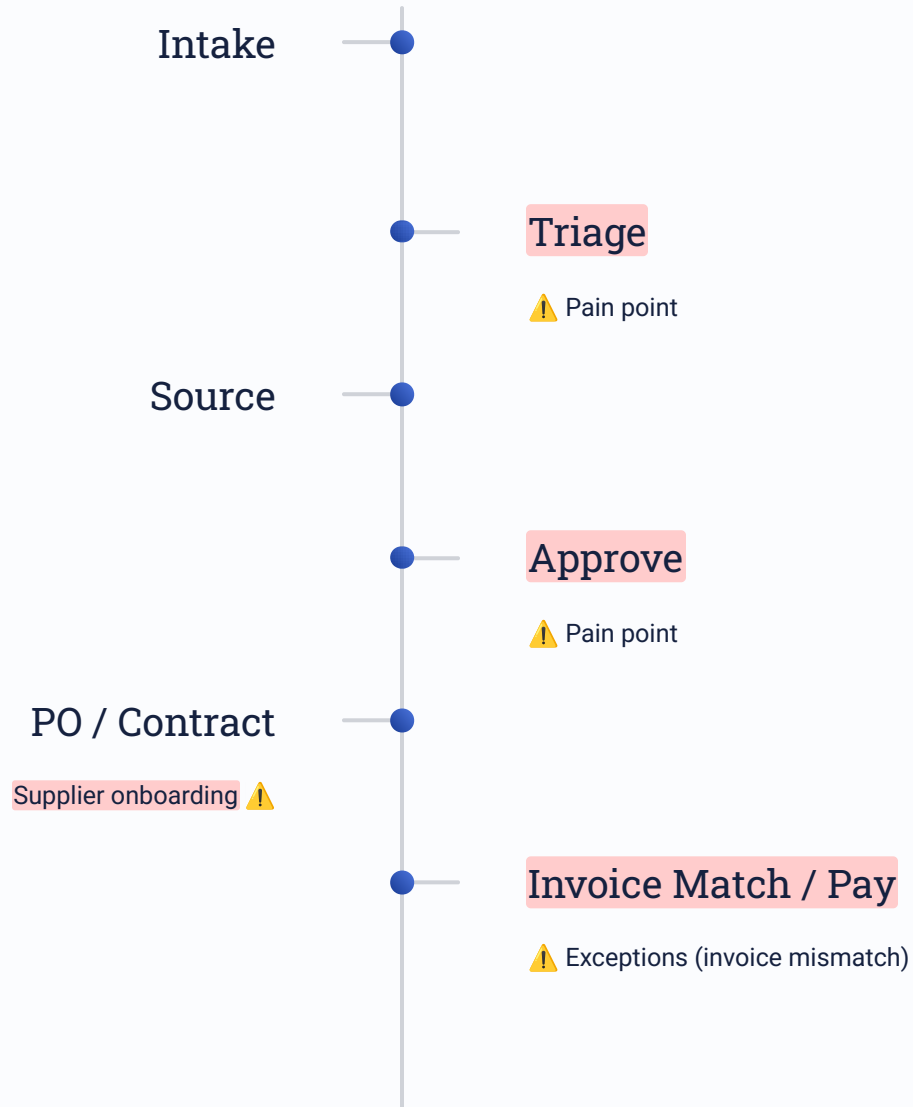 Intake
Triage
⚠️ Pain point
Source
Approve
⚠️ Pain point
PO / Contract
Supplier onboarding ⚠️
Invoice Match / Pay
⚠️ Exceptions (invoice mismatch)